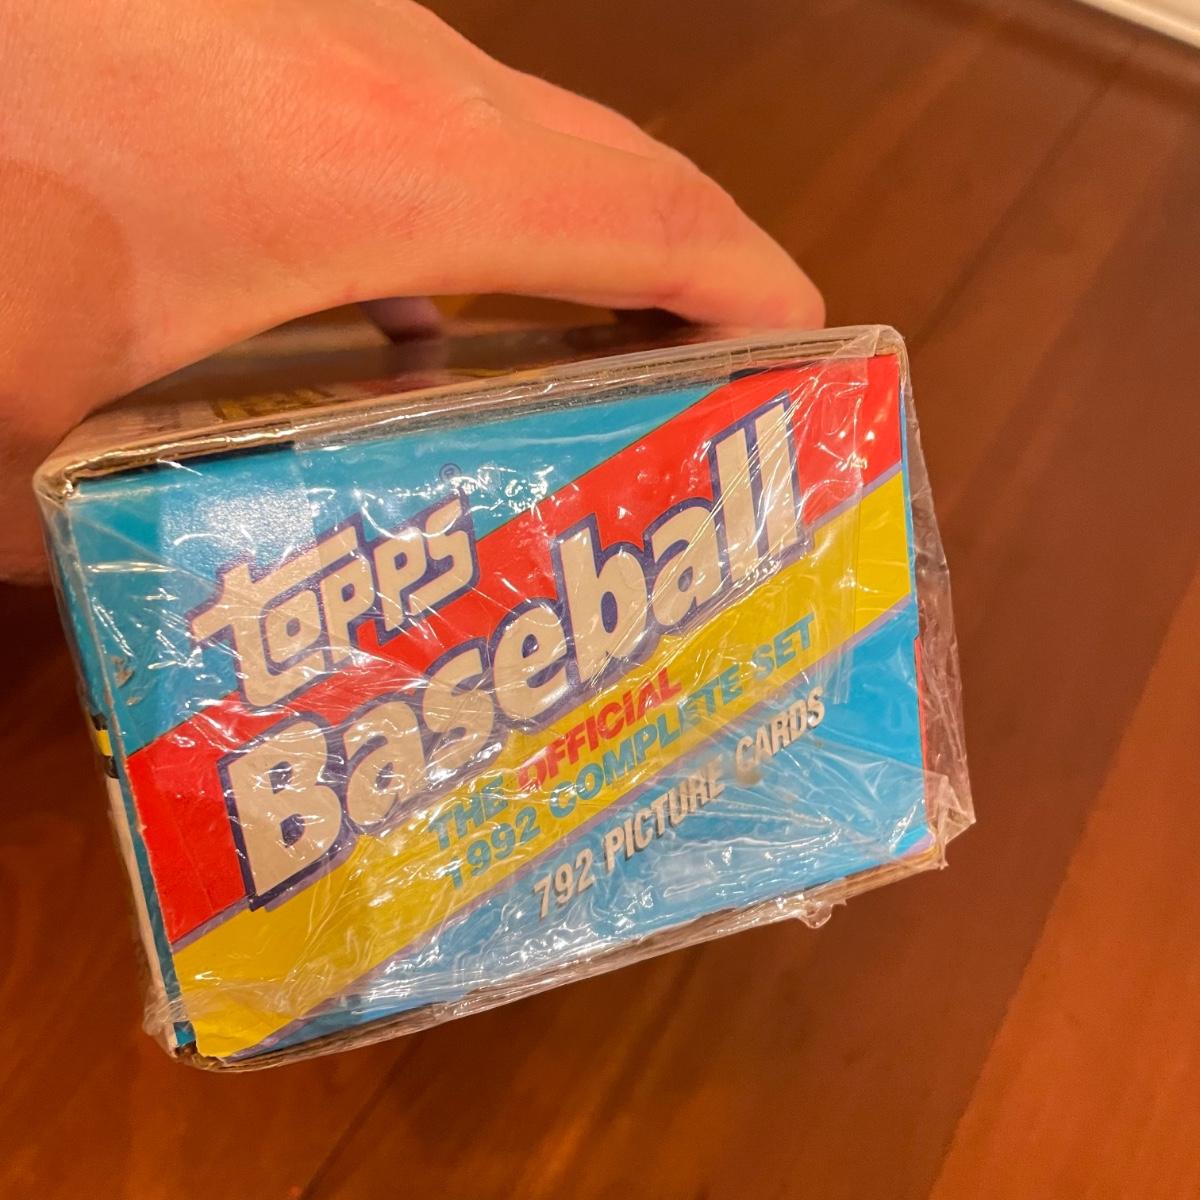 topps®
Baseball
THE OFFICIAL
1992 COMPLETE SET
792 PICTURE CARDS